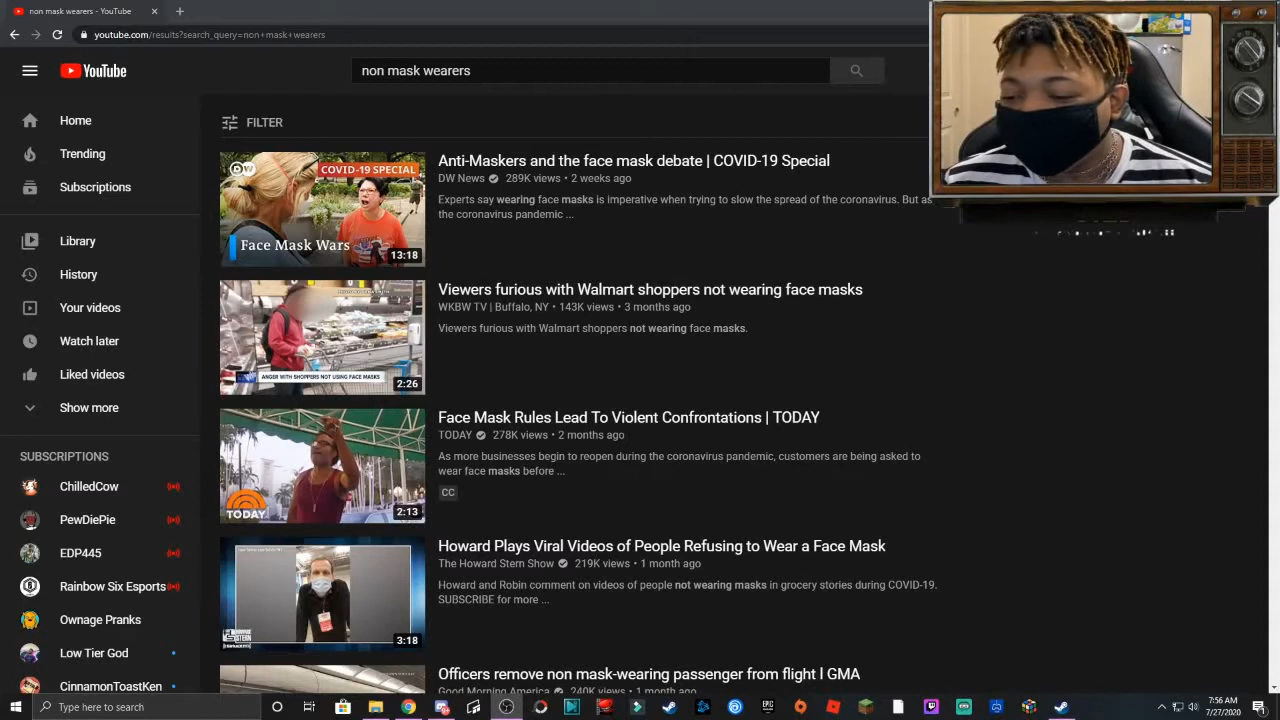 non mask wearers - YouTube
youtube.com/results?search_query=non+mask+wearers
YouTube
non mask wearers
Home
Trending
Subscriptions
Library
History
Your videos
Watch later
Liked videos
Show more
SUBSCRIPTIONS
ChilledCow
PewDiePie
EDP445
Rainbow Six Esports
Ownage Pranks
Low Tier God
CinnamonToastKen
FILTER
DW
COVID-19 SPECIAL
Face Mask Wars
13:18
Anti-Maskers and the face mask debate | COVID-19 Special
DW News 289K views • 2 weeks ago
Experts say wearing face masks is imperative when trying to slow the spread of the coronavirus. But as
the coronavirus pandemic ...
ANGER WITH SHOPPERS NOT USING FACE MASKS
2:26
Viewers furious with Walmart shoppers not wearing face masks
WKBW TV | Buffalo, NY • 143K views • 3 months ago
Viewers furious with Walmart shoppers not wearing face masks.
TODAY
2:13
Face Mask Rules Lead To Violent Confrontations | TODAY
TODAY 278K views • 2 months ago
As more businesses begin to reopen during the coronavirus pandemic, customers are being asked to
wear face masks before ...
CC
3:18
Howard Plays Viral Videos of People Refusing to Wear a Face Mask
The Howard Stern Show 219K views • 1 month ago
Howard and Robin comment on videos of people not wearing masks in grocery stories during COVID-19.
SUBSCRIBE for more ...
Officers remove non mask-wearing passenger from flight l GMA
Good Morning America 240K views • 1 month ago
Type here to search
EPIC
7:56 AM
7/27/2020